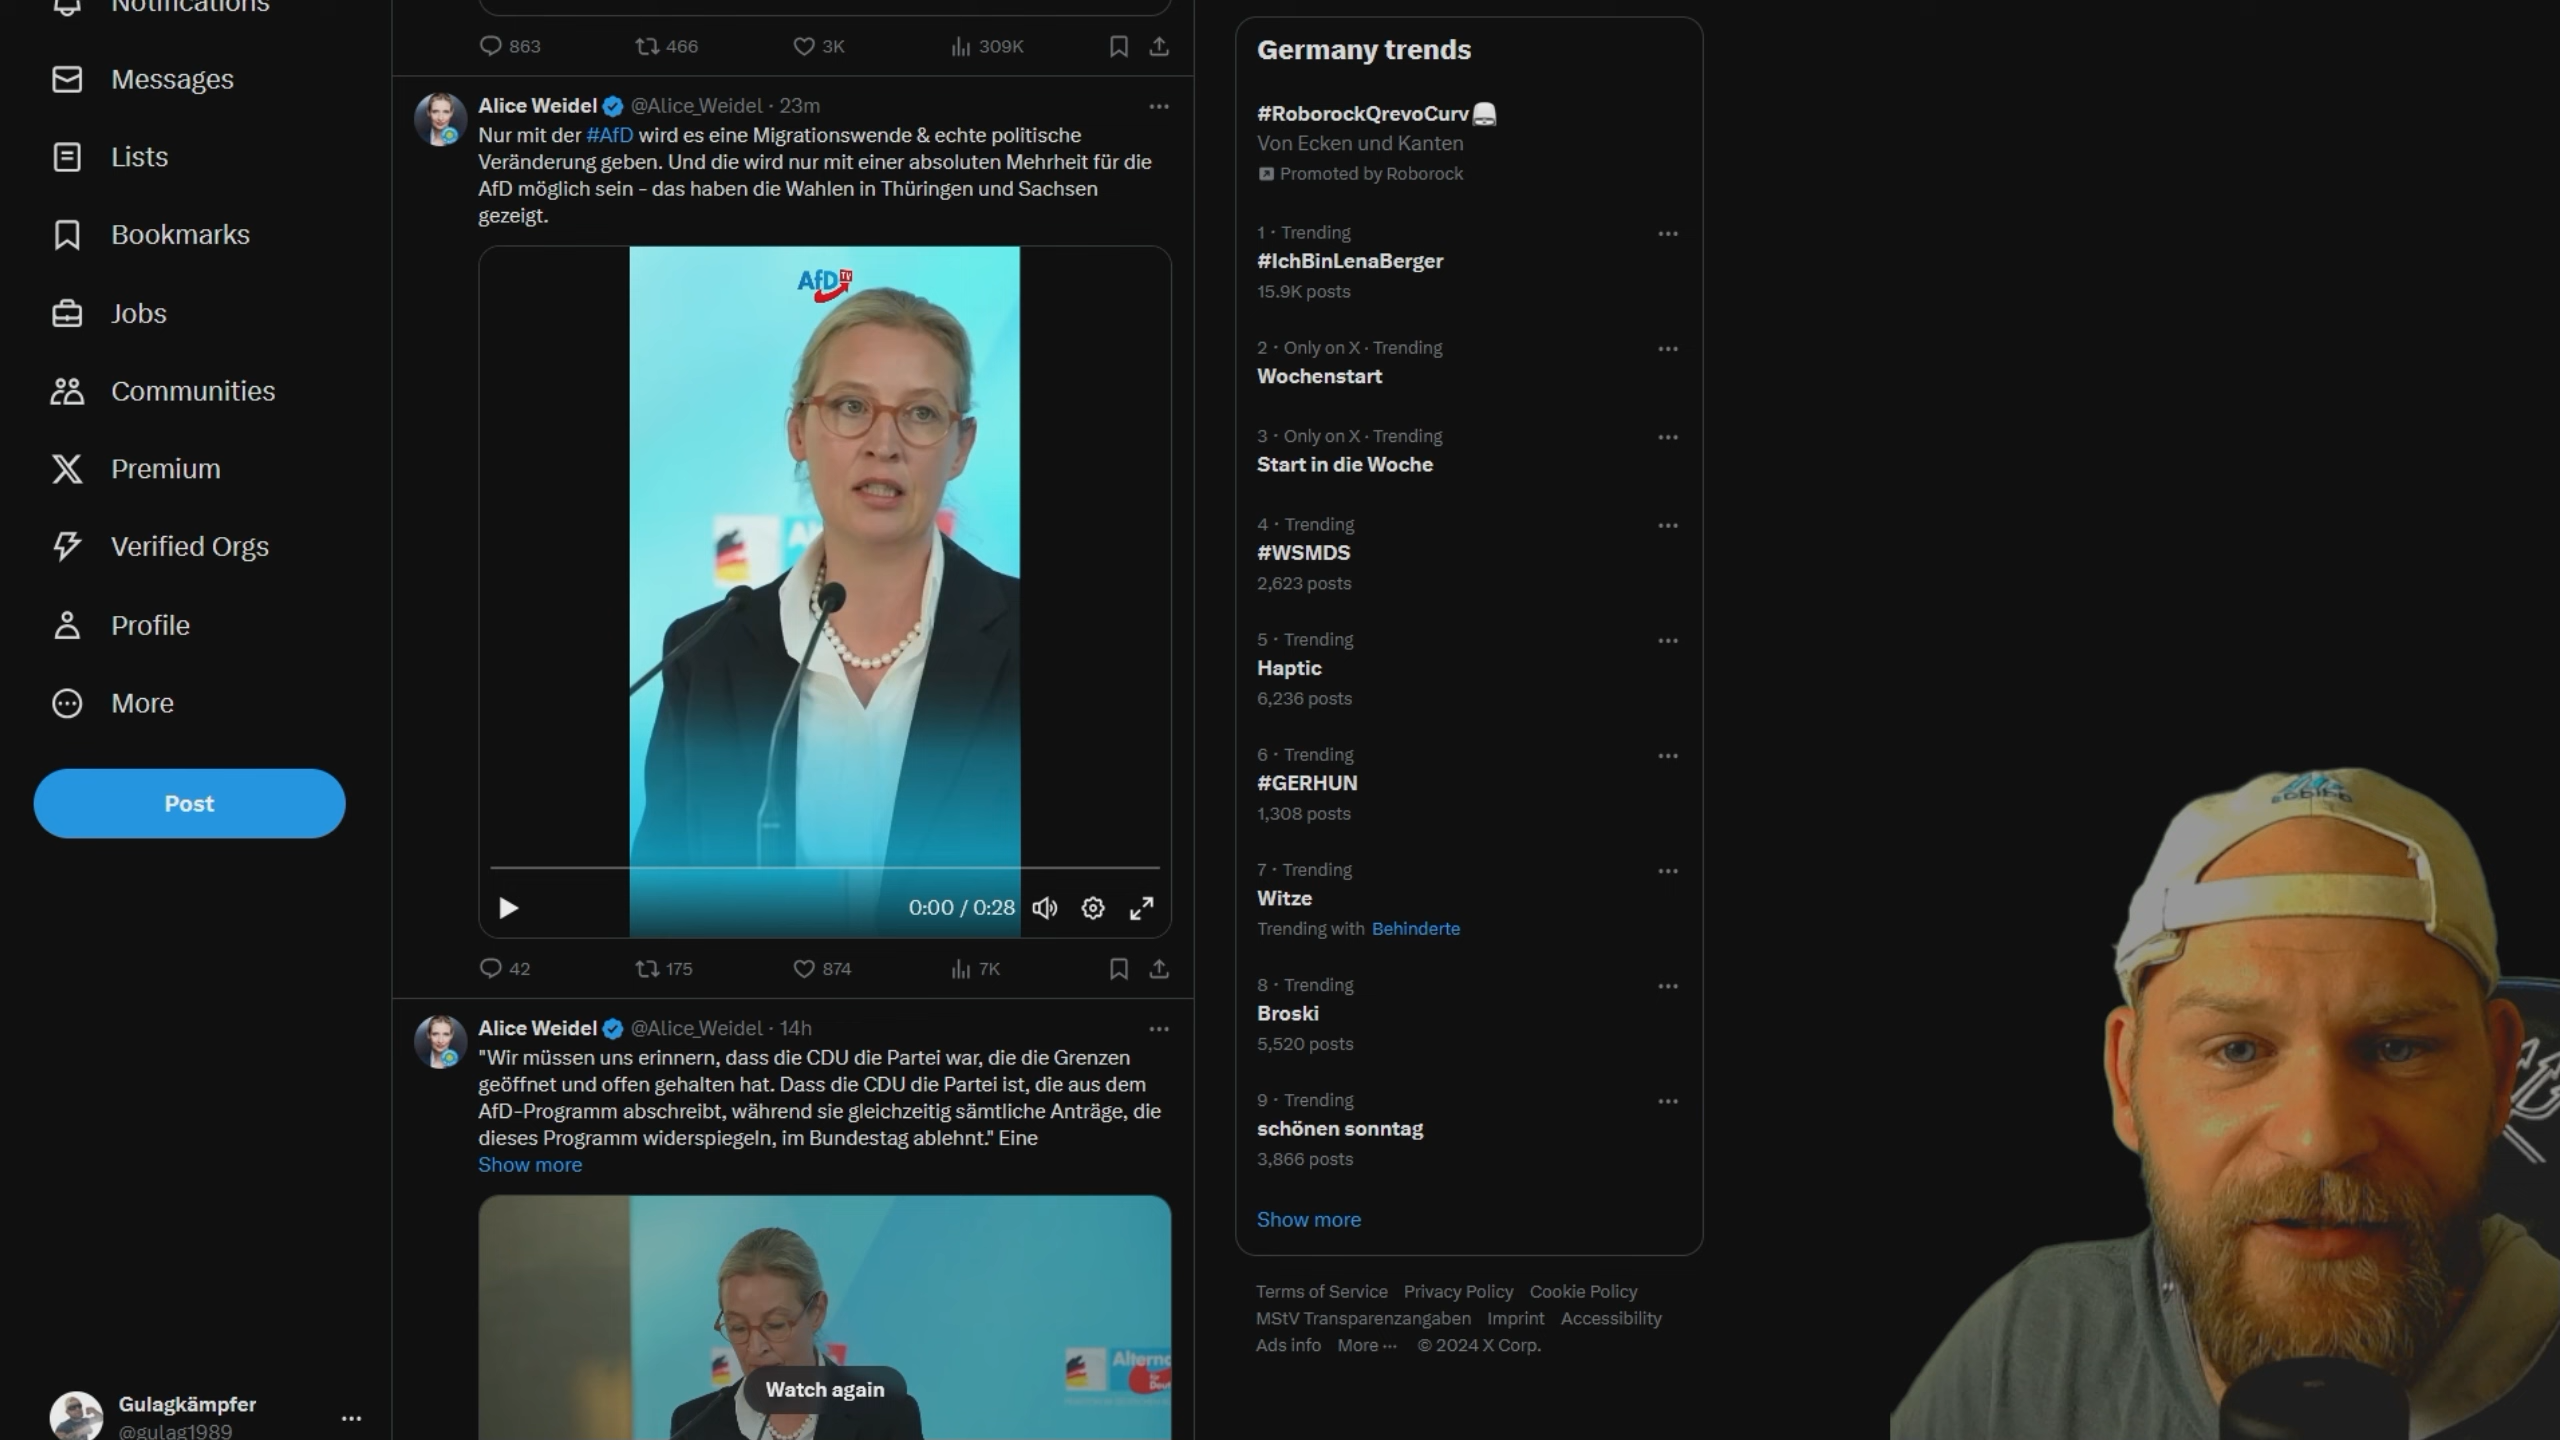 Notifications
Messages
Lists
Bookmarks
Jobs
Communities
Premium
Verified Orgs
Profile
More
Post
Gulagkämpfer
@gulag1989
863 466 3K 309K
Alice Weidel @Alice_Weidel · 23m
Nur mit der #AfD wird es eine Migrationswende & echte politische
Veränderung geben. Und die wird nur mit einer absoluten Mehrheit für die
AfD möglich sein - das haben die Wahlen in Thüringen und Sachsen
gezeigt.
AfD TV
0:00 / 0:28
42 175 874 7K
Alice Weidel @Alice_Weidel · 14h
"Wir müssen uns erinnern, dass die CDU die Partei war, die die Grenzen
geöffnet und offen gehalten hat. Dass die CDU die Partei ist, die aus dem
AfD-Programm abschreibt, während sie gleichzeitig sämtliche Anträge, die
dieses Programm widerspiegeln, im Bundestag ablehnt." Eine
Show more
Watch again
Germany trends
#RoborockQrevoCurv
Von Ecken und Kanten
Promoted by Roborock
1 · Trending
#IchBinLenaBerger
15.9K posts
2 · Only on X · Trending
Wochenstart
3 · Only on X · Trending
Start in die Woche
4 · Trending
#WSMDS
2,623 posts
5 · Trending
Haptic
6,236 posts
6 · Trending
#GERHUN
1,308 posts
7 · Trending
Witze
Trending with Behinderte
8 · Trending
Broski
5,520 posts
9 · Trending
schönen sonntag
3,866 posts
Show more
Terms of Service Privacy Policy Cookie Policy
MStV Transparenzangaben Imprint Accessibility
Ads info More ··· © 2024 X Corp.